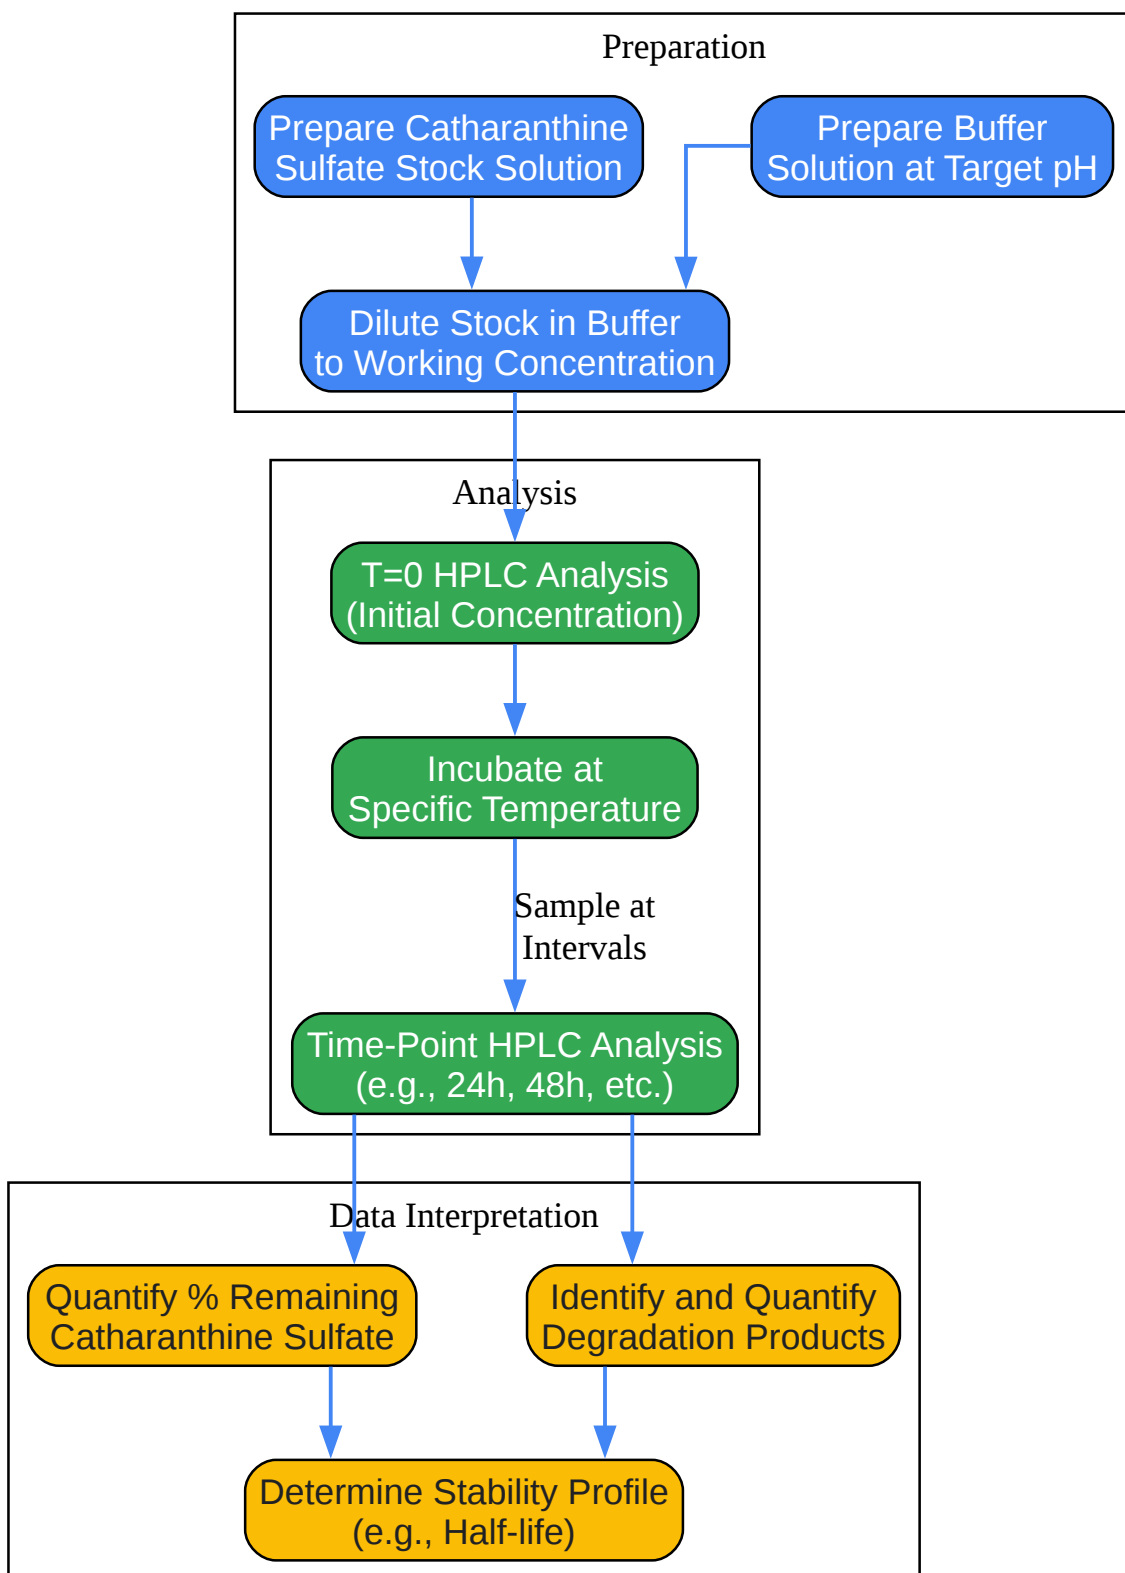 Preparation
Prepare Catharanthine
Sulfate Stock Solution
Prepare Buffer
Solution at Target pH
Dilute Stock in Buffer
to Working Concentration
Analysis
T=0 HPLC Analysis
(Initial Concentration)
Incubate at
Specific Temperature
Sample at
Intervals
Time-Point HPLC Analysis
(e.g., 24h, 48h, etc.)
Data Interpretation
Quantify % Remaining
Catharanthine Sulfate
Identify and Quantify
Degradation Products
Determine Stability Profile
(e.g., Half-life)